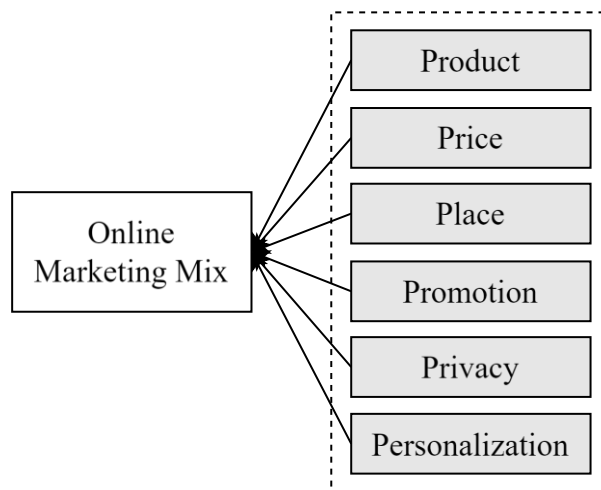 Product
Price
Online
Marketing Mix
Place
Promotion
Privacy
Personalization